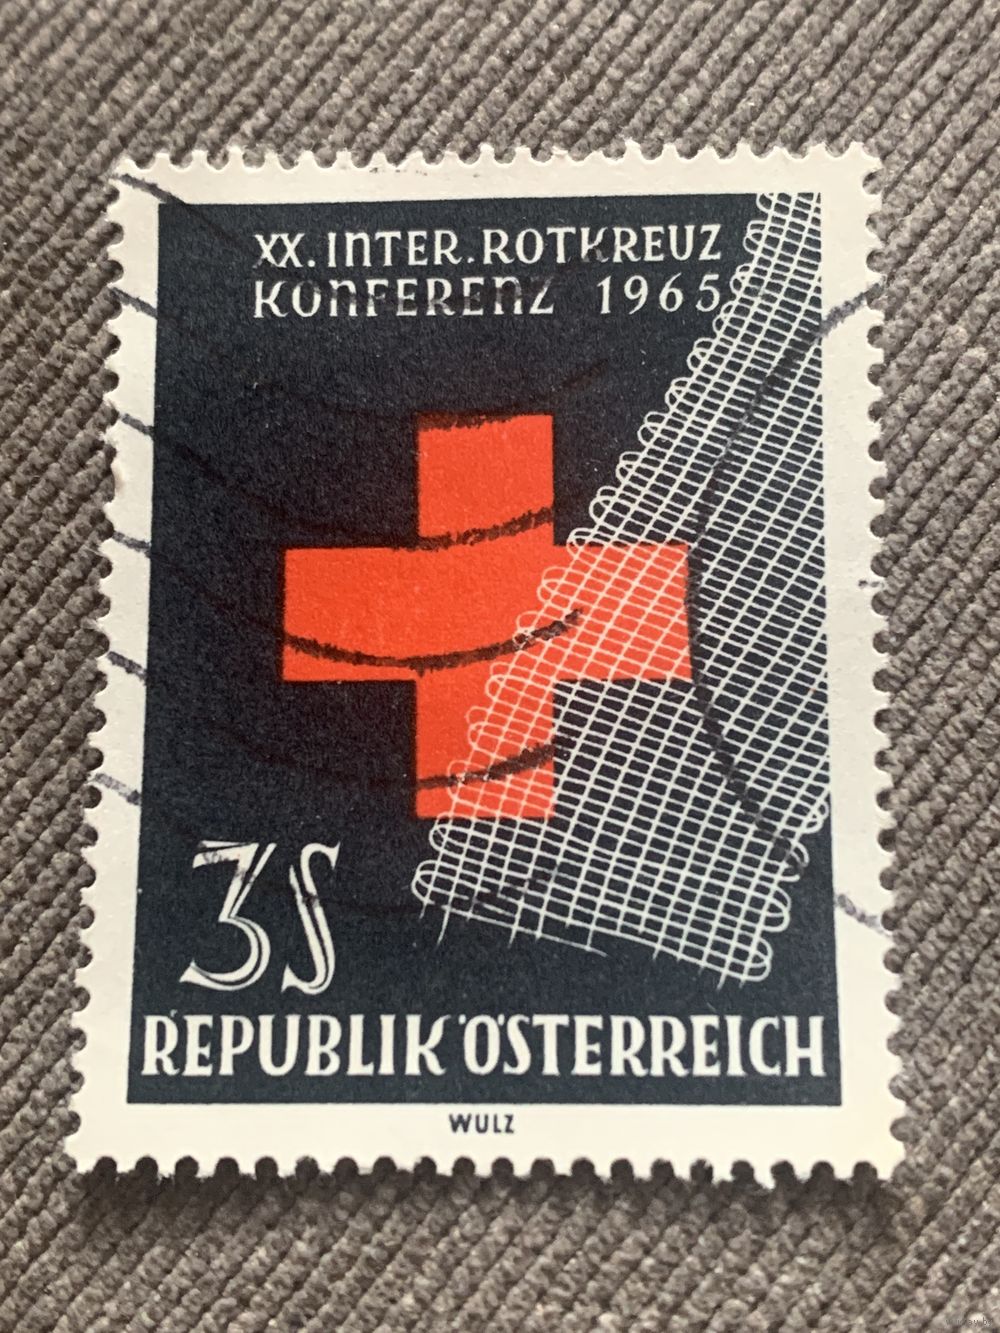 XX. INTER. ROTKREUZ
KONFERENZ 1965
3S
REPUBLIK ÖSTERREICH
WULZ